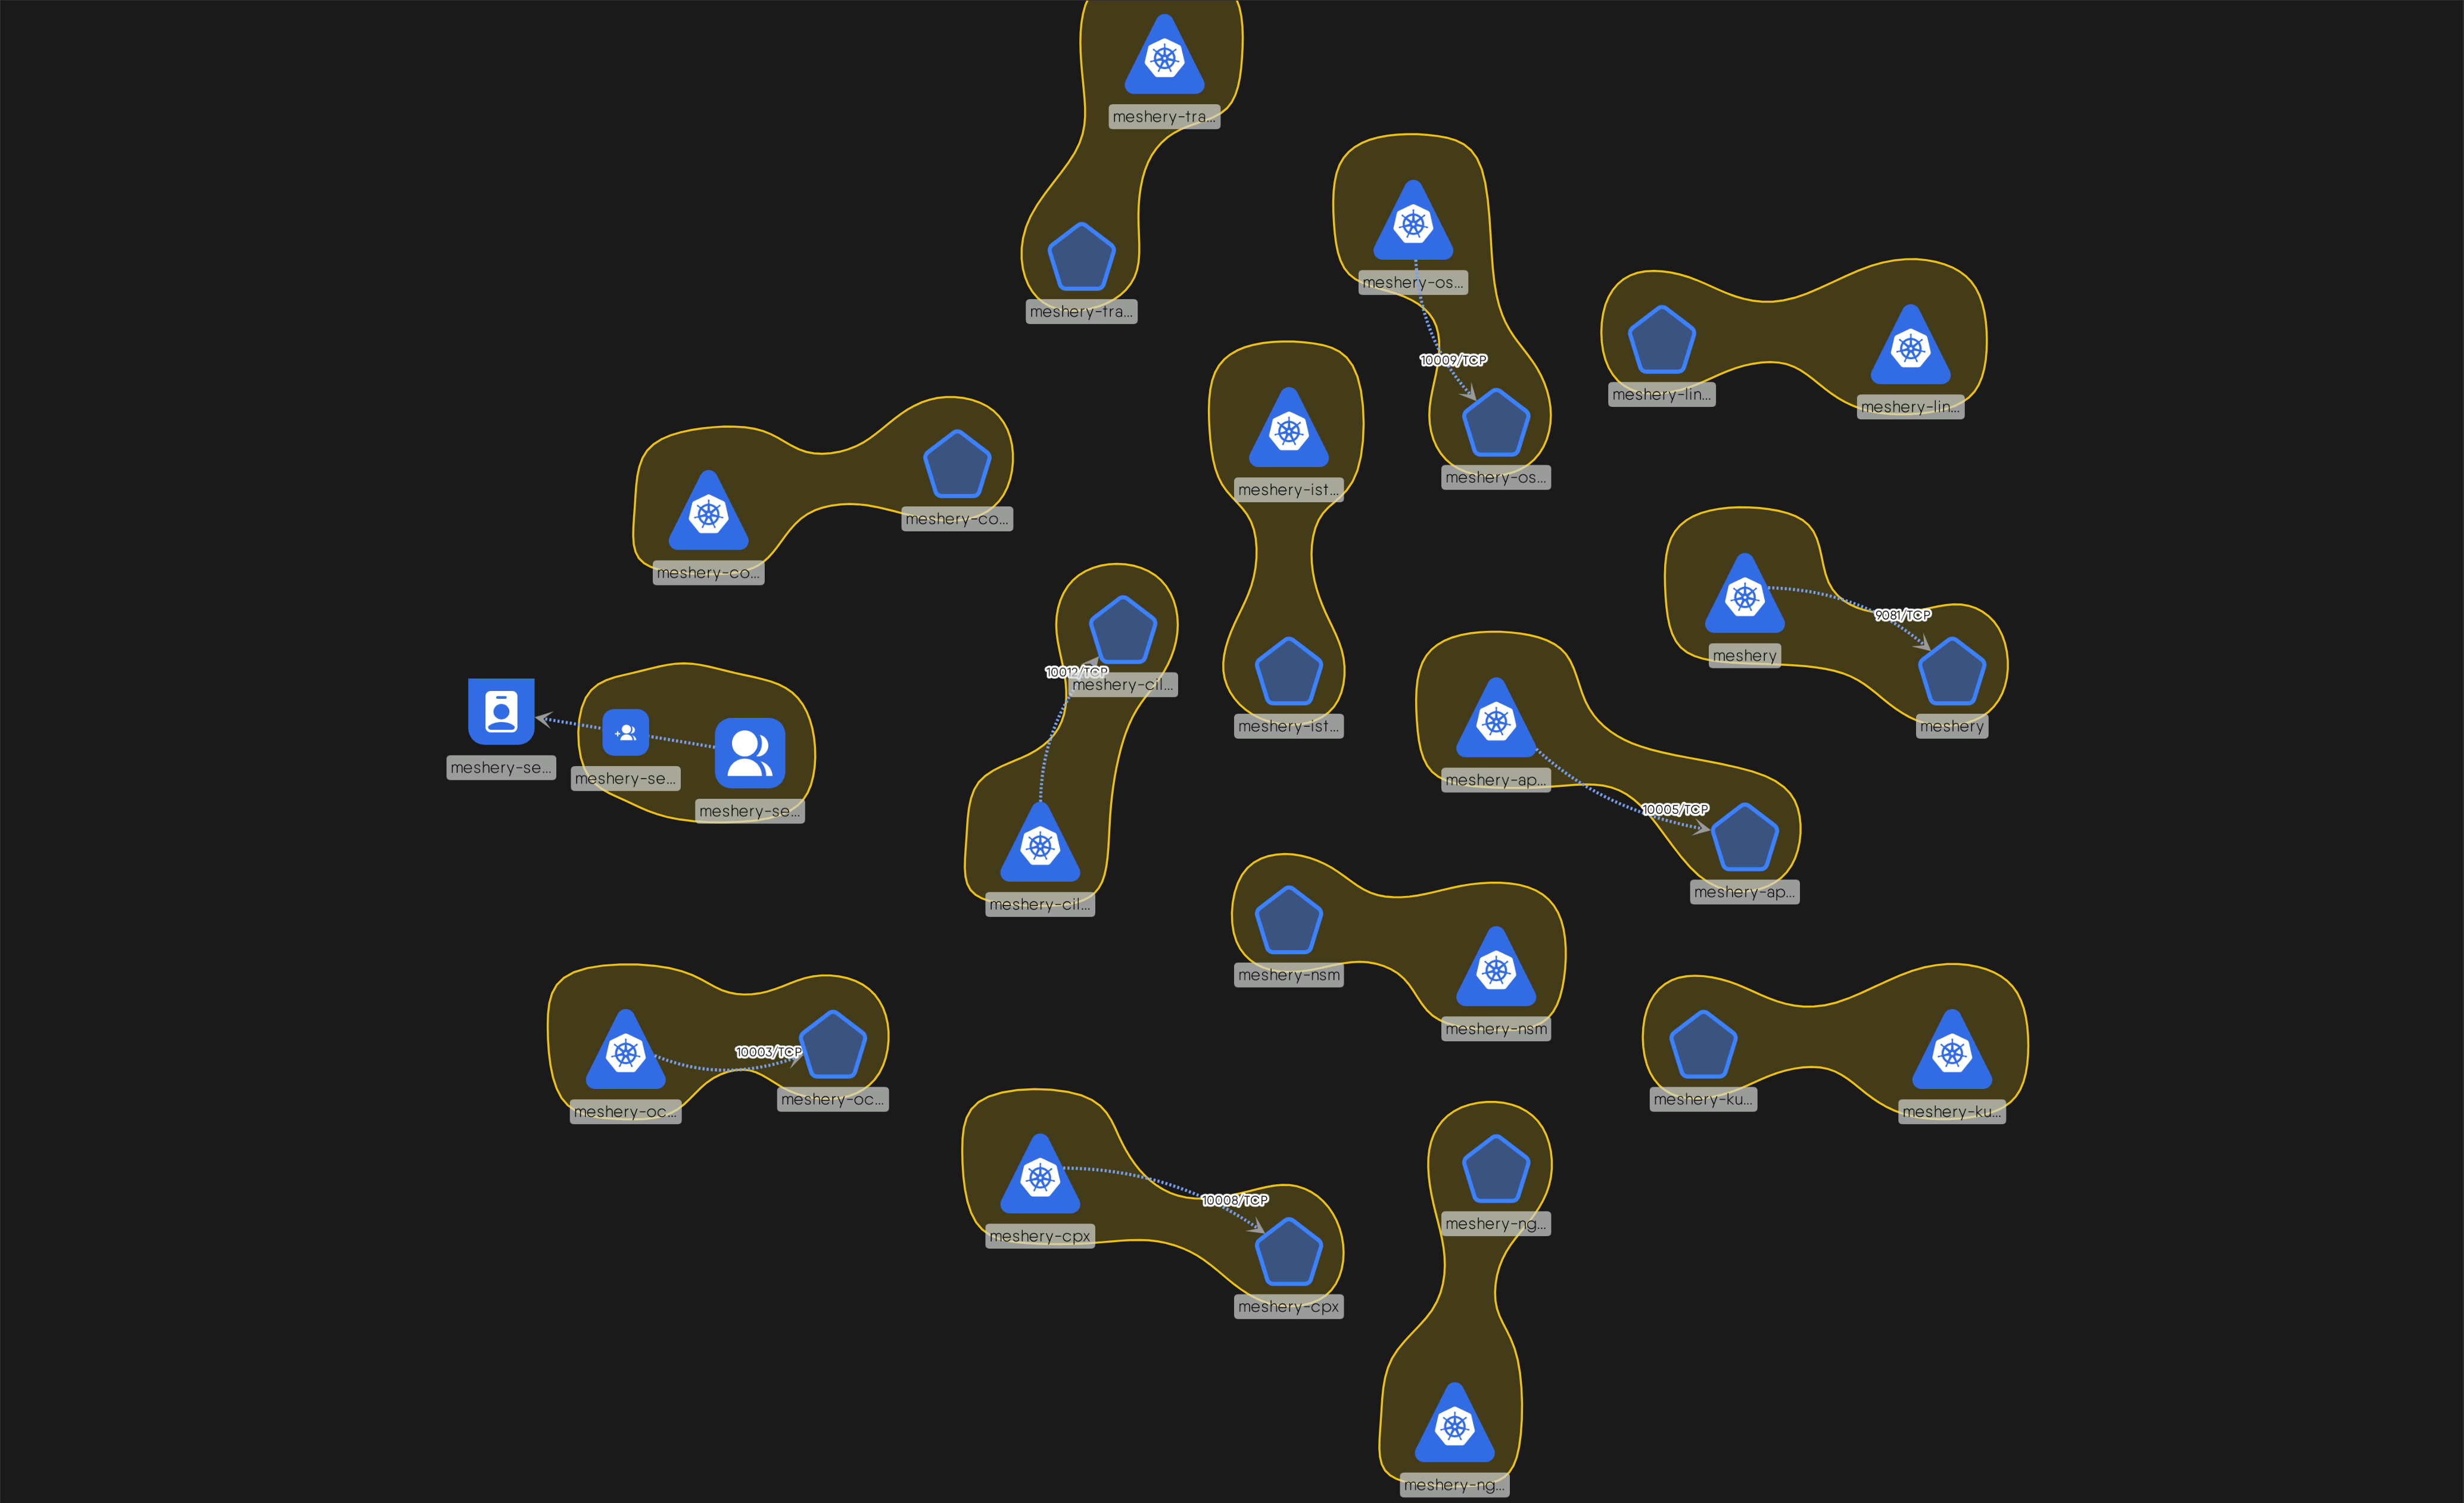 meshery-tra...
meshery-tra...
meshery-os...
10009/TCP
meshery-os...
meshery-lin...
meshery-lin...
meshery-ist...
meshery-co...
meshery-co...
meshery
9081/TCP
meshery
10012/TCP
meshery-cil...
meshery-ist...
meshery-se...
meshery-se...
meshery-se...
meshery-ap...
10005/TCP
meshery-ap...
meshery-cil...
meshery-nsm
meshery-nsm
10003/TCP
meshery-oc...
meshery-oc...
meshery-ku...
meshery-ku...
meshery-cpx
10008/TCP
meshery-cpx
meshery-ng...
meshery-ng...